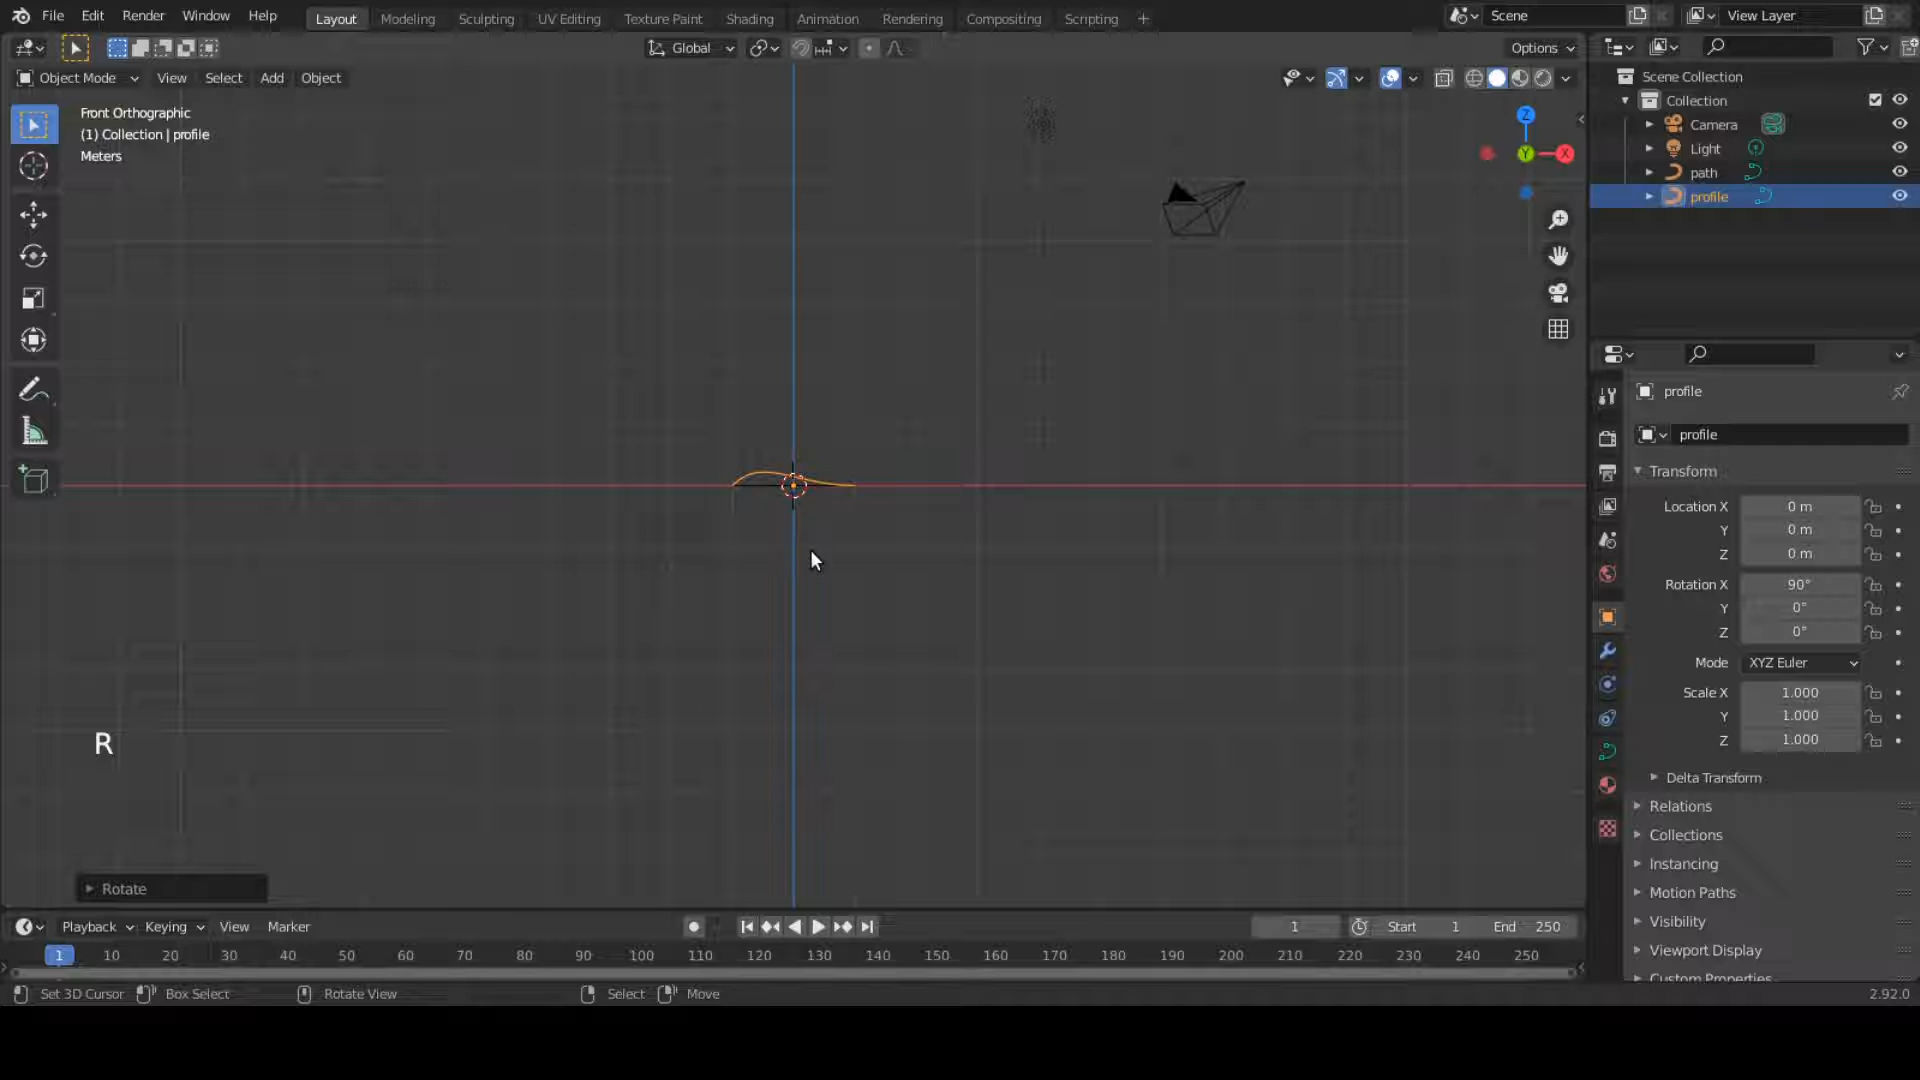 File Edit Render Window Help Layout Modeling Sculpting UV Editing Texture Paint Shading Animation Rendering Compositing Scripting + Scene View Layer
Global Options
Object Mode View Select Add Object
Front Orthographic
(1) Collection | profile
Meters
Z
Y
X
Scene Collection
Collection
Camera
Light
path
profile
profile
profile
Transform
Location X 0 m
Y 0 m
Z 0 m
Rotation X 90°
Y 0°
Z 0°
Mode XYZ Euler
Scale X 1.000
Y 1.000
Z 1.000
Delta Transform
Relations
Collections
Instancing
Motion Paths
Visibility
Viewport Display
Custom Properties
R
Rotate
Playback Keying View Marker 1 Start 1 End 250
1 10 20 30 40 50 60 70 80 90 100 110 120 130 140 150 160 170 180 190 200 210 220 230 240 250
Set 3D Cursor Box Select Rotate View Select Move 2.92.0